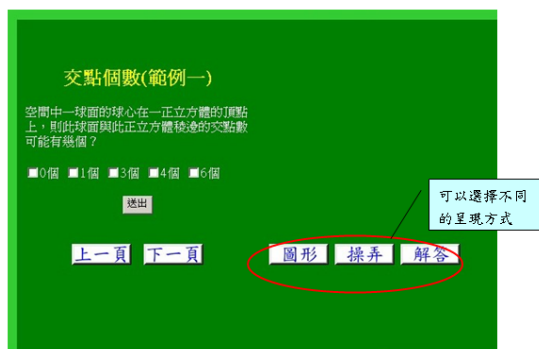 交點個數(範例一)
空間中一球面的球心在一正立方體的頂點
上，則此球面與此正立方體稜邊的交點數
可能有幾個？
0個 1個 3個 4個 6個
送出
可以選擇不同
的呈現方式
上一頁 下一頁 圖形 操弄 解答